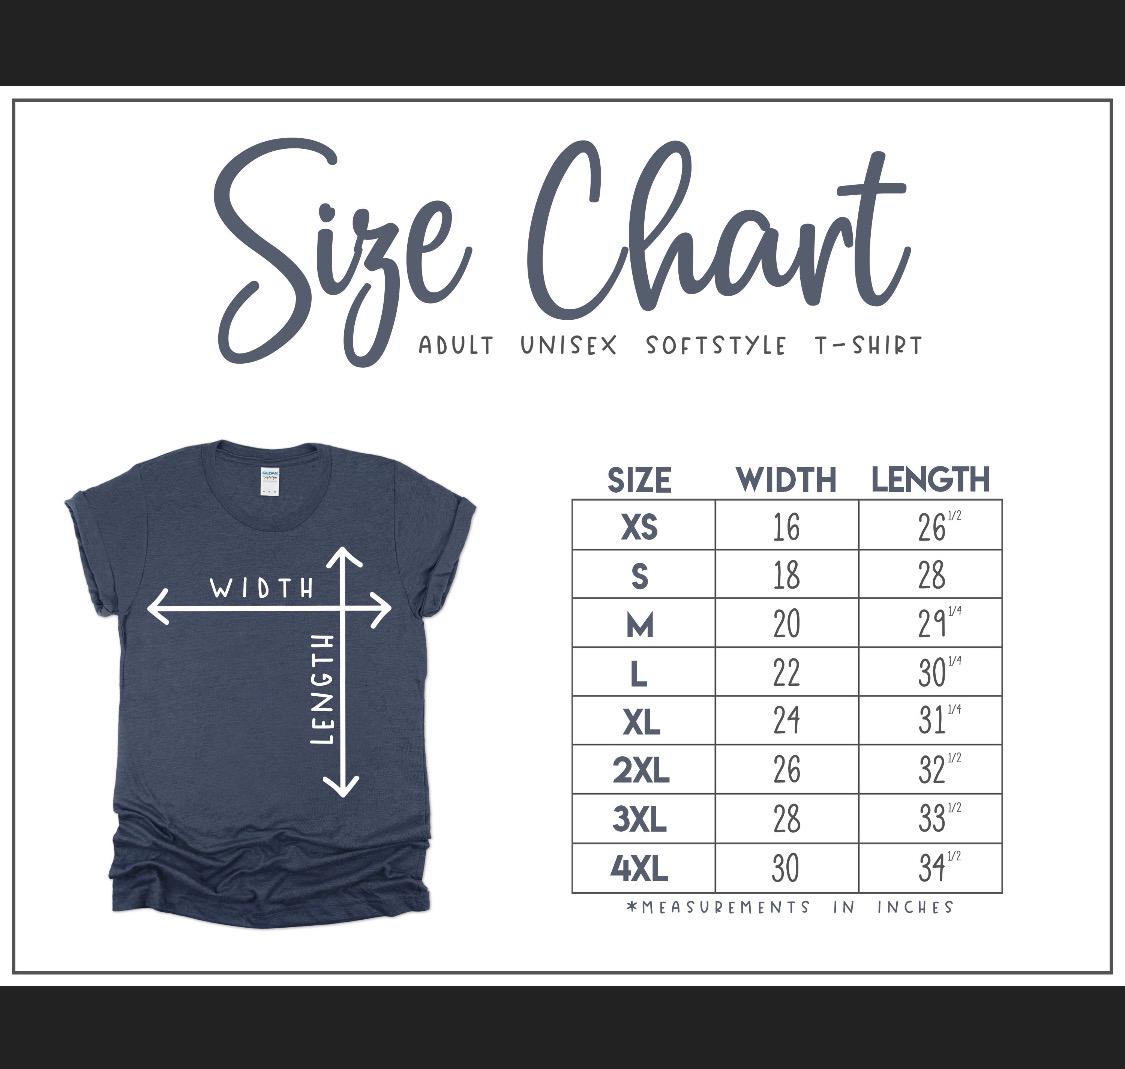 Size Chart
ADULT UNISEX SOFTSTYLE T-SHIRT
GILDAN
WIDTH
LENGTH
SIZE WIDTH LENGTH
XS 16 26 1/2
S 18 28
M 20 29 1/4
L 22 30 1/4
XL 24 31 1/4
2XL 26 32 1/2
3XL 28 33 1/2
4XL 30 34 1/2
*MEASUREMENTS IN INCHES